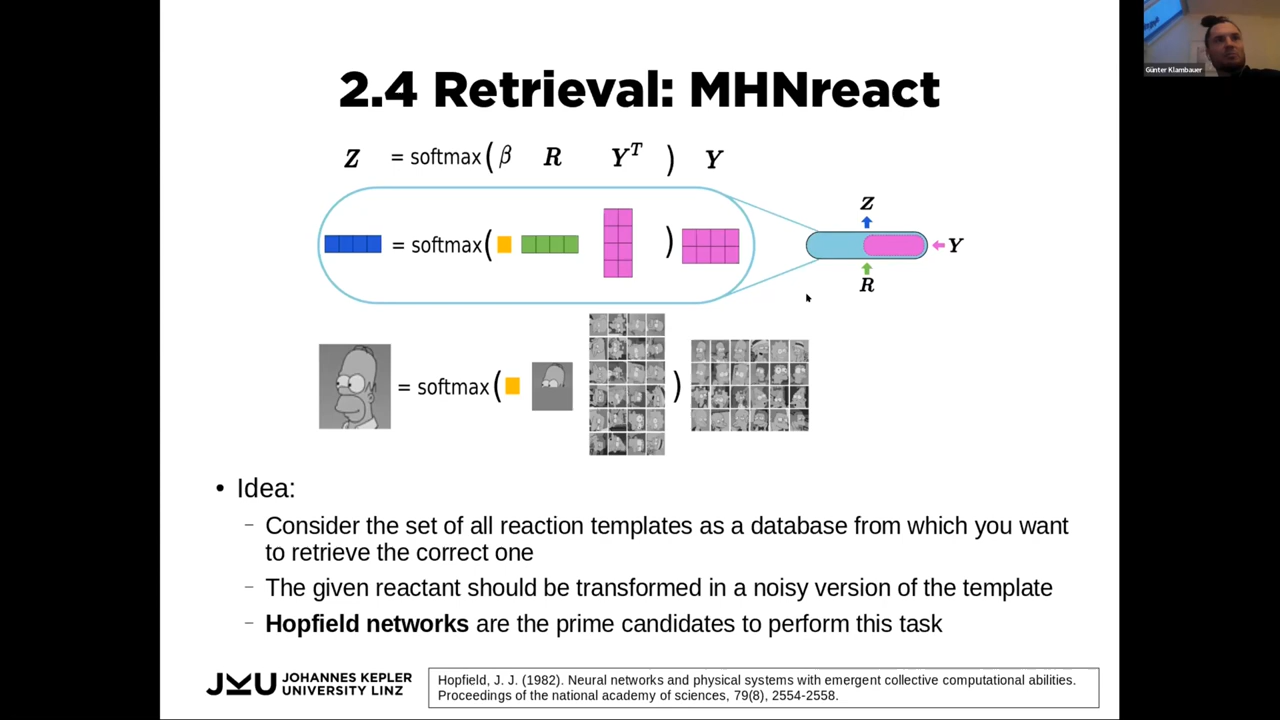 Günter Klambauer
2.4 Retrieval: MHNreact
Z = softmax( β R Yᵀ ) Y
= softmax( )
Z
Y
R
= softmax( )
• Idea:
– Consider the set of all reaction templates as a database from which you want
to retrieve the correct one
– The given reactant should be transformed in a noisy version of the template
– Hopfield networks are the prime candidates to perform this task
JKU JOHANNES KEPLER
UNIVERSITY LINZ
Hopfield, J. J. (1982). Neural networks and physical systems with emergent collective computational abilities.
Proceedings of the national academy of sciences, 79(8), 2554-2558.